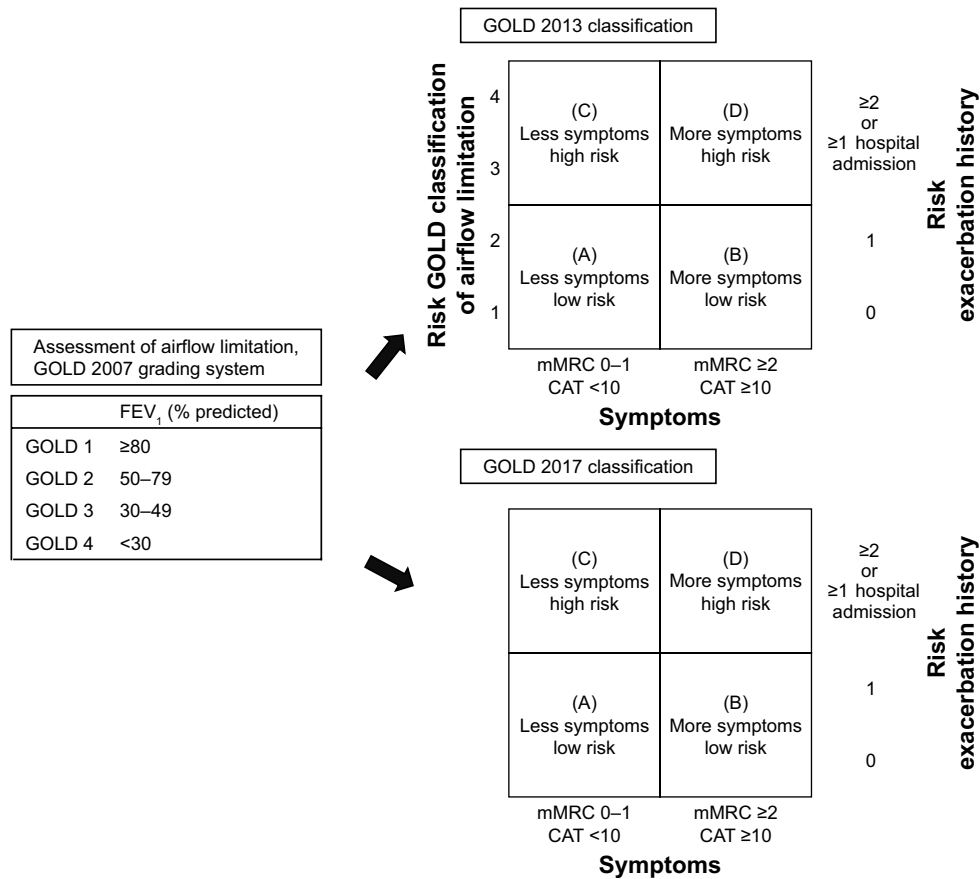 GOLD 2013 classification
Risk GOLD classification
of airflow limitation
4
3
2
1
(C)
Less symptoms
high risk
(D)
More symptoms
high risk
(A)
Less symptoms
low risk
(B)
More symptoms
low risk
≥2
or
≥1 hospital
admission
1
0
Risk
exacerbation history
mMRC 0–1
CAT <10
mMRC ≥2
CAT ≥10
Symptoms
Assessment of airflow limitation,
GOLD 2007 grading system
FEV₁ (% predicted)
GOLD 1 ≥80
GOLD 2 50–79
GOLD 3 30–49
GOLD 4 <30
GOLD 2017 classification
(C)
Less symptoms
high risk
(D)
More symptoms
high risk
(A)
Less symptoms
low risk
(B)
More symptoms
low risk
≥2
or
≥1 hospital
admission
1
0
Risk
exacerbation history
mMRC 0–1
CAT <10
mMRC ≥2
CAT ≥10
Symptoms